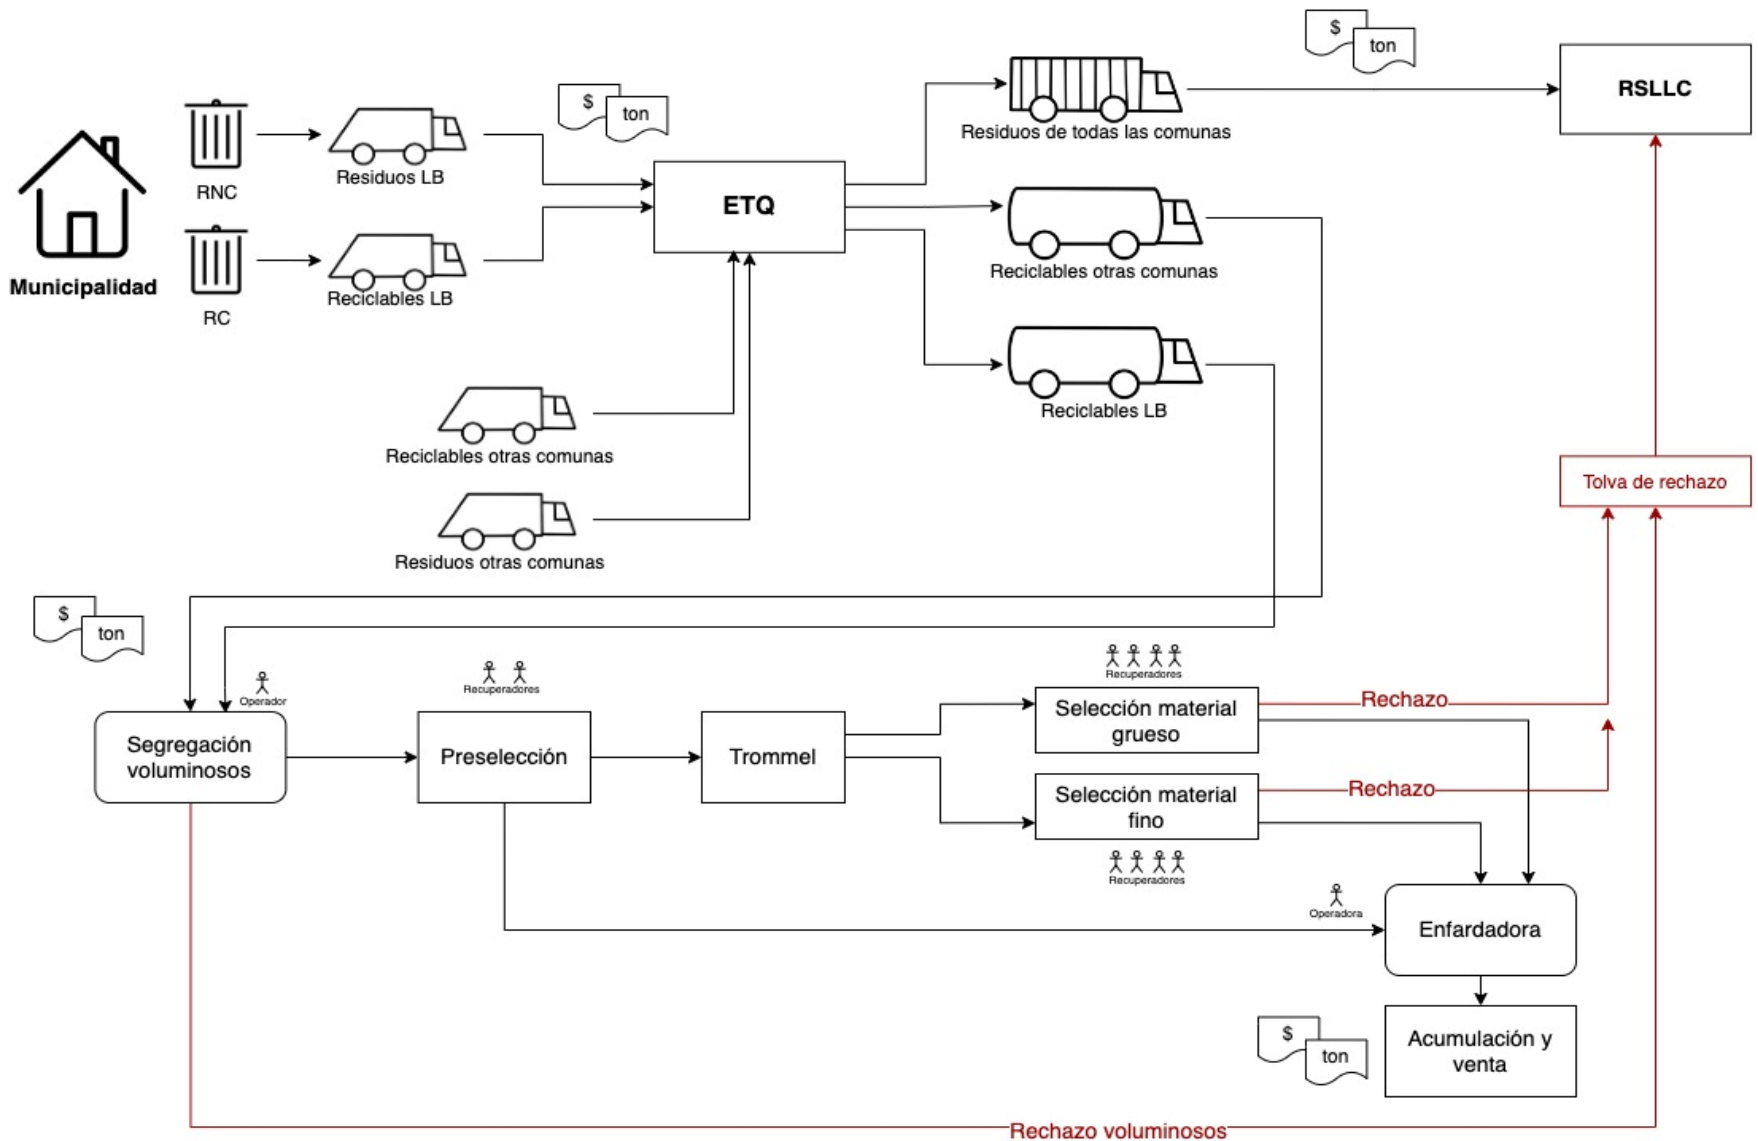 $
ton
$
ton
RSLLC
Residuos de todas las comunas
RNC
Residuos LB
ETQ
Municipalidad
RC
Reciclables LB
Reciclables otras comunas
Reciclables LB
Reciclables otras comunas
Residuos otras comunas
Tolva de rechazo
$
ton
Operador
Recuperadores
Recuperadores
Segregación
voluminosos
Preselección
Trommel
Selección material
grueso
Rechazo
Selección material
fino
Rechazo
Recuperadores
Operadora
Enfardadora
$
ton
Acumulación y
venta
Rechazo voluminosos